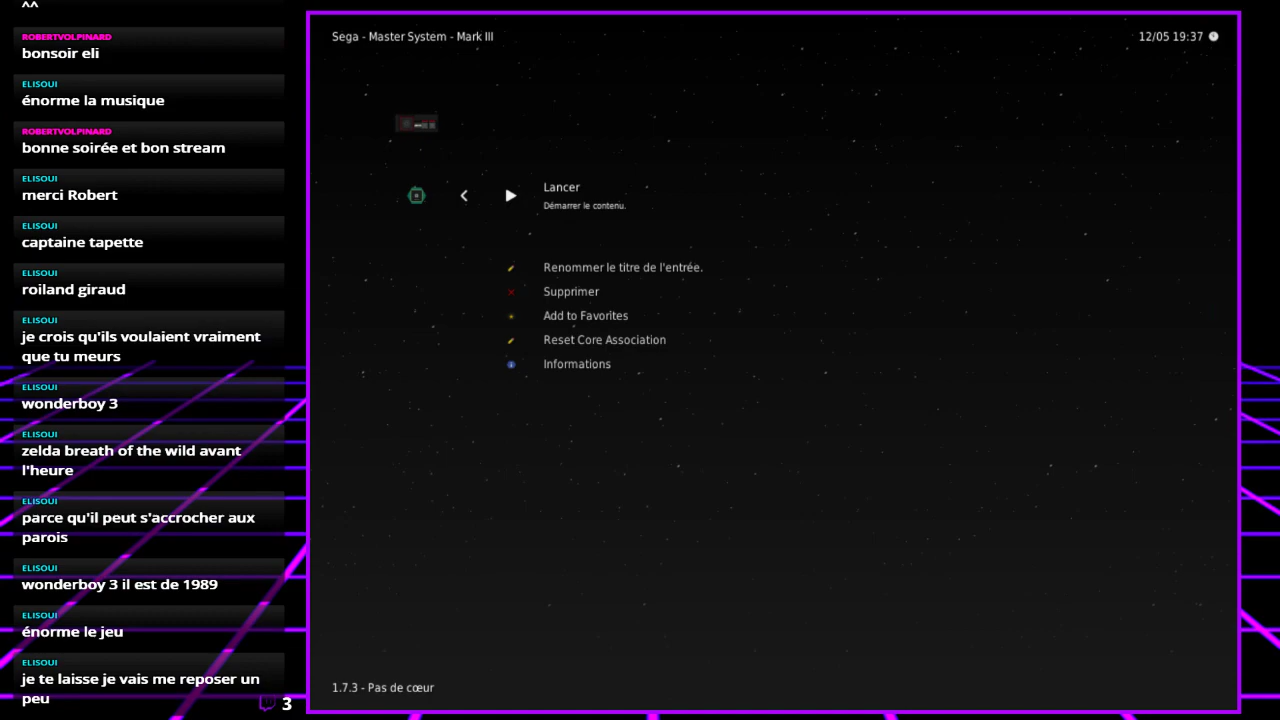 ^^
ROBERTVOLPINARD
bonsoir eli
ELISOUI
énorme la musique
ROBERTVOLPINARD
bonne soirée et bon stream
ELISOUI
merci Robert
ELISOUI
captaine tapette
ELISOUI
roiland giraud
ELISOUI
je crois qu'ils voulaient vraiment
que tu meurs
ELISOUI
wonderboy 3
ELISOUI
zelda breath of the wild avant
l'heure
ELISOUI
parce qu'il peut s'accrocher aux
parois
ELISOUI
wonderboy 3 il est de 1989
ELISOUI
énorme le jeu
ELISOUI
je te laisse je vais me reposer un
peu
3
Sega - Master System - Mark III
12/05 19:37
Lancer
Démarrer le contenu.
Renommer le titre de l'entrée.
Supprimer
Add to Favorites
Reset Core Association
Informations
1.7.3 - Pas de cœur